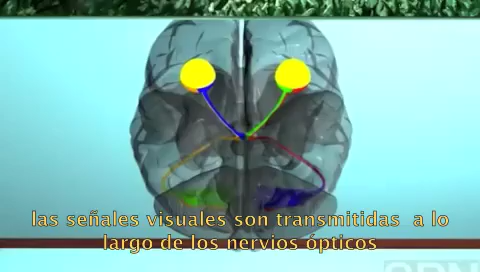 las señales visuales son transmitidas a lo
largo de los nervios ópticos